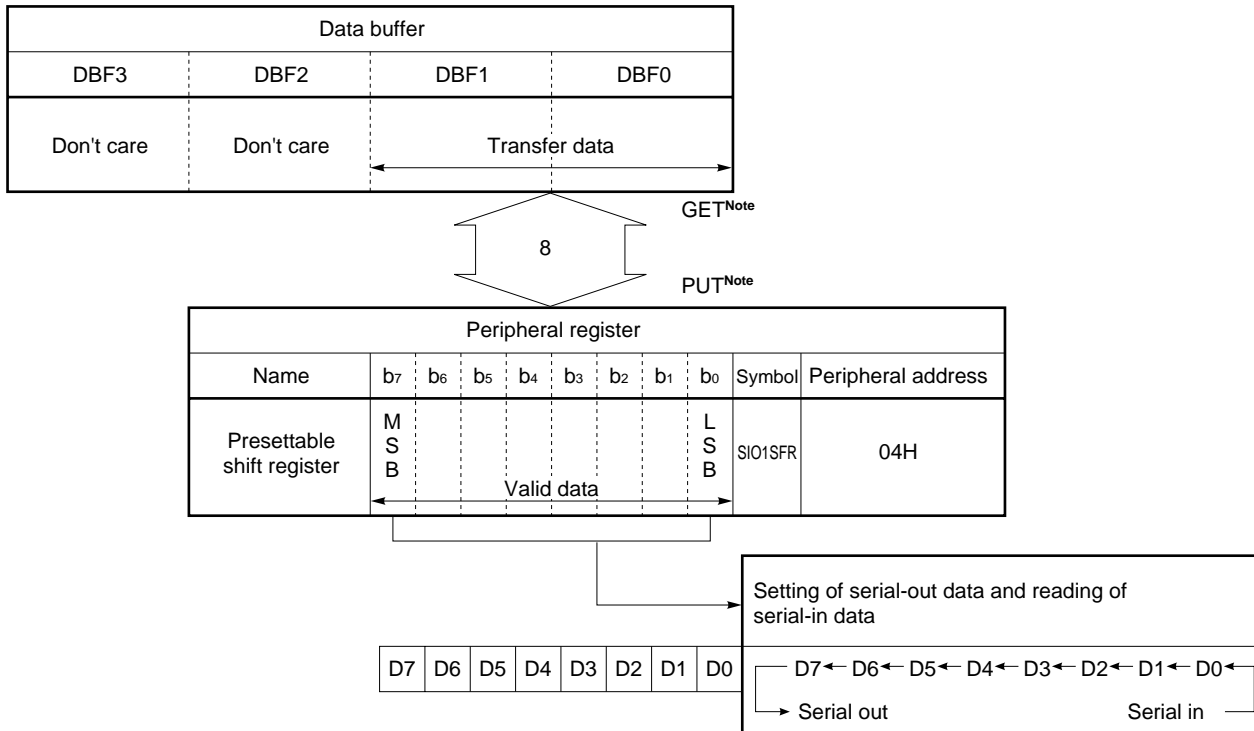 Data buffer
DBF3 DBF2 DBF1 DBF0
Don't care Don't care Transfer data
GETNote
8
PUTNote
Peripheral register
Name b7 b6 b5 b4 b3 b2 b1 b0 Symbol Peripheral address
Presettable
shift register
M
S
B
L
S
B
SIO1SFR
04H
Valid data
Setting of serial-out data and reading of
serial-in data
D7 D6 D5 D4 D3 D2 D1 D0
D7 D6 D5 D4 D3 D2 D1 D0
Serial out Serial in